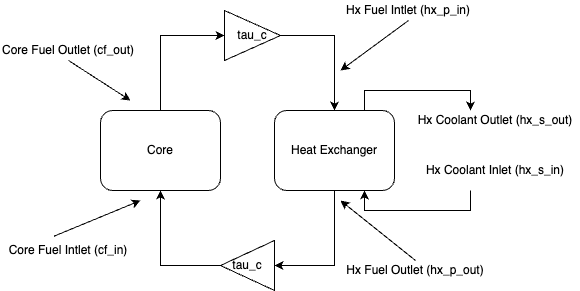 Hx Fuel Intlet (hx_p_in)
tau_c
Core Fuel Outlet (cf_out)
Hx Coolant Outlet (hx_s_out)
Core
Heat Exchanger
Hx Coolant Inlet (hx_s_in)
Core Fuel Intlet (cf_in)
tau_c
Hx Fuel Outlet (hx_p_out)